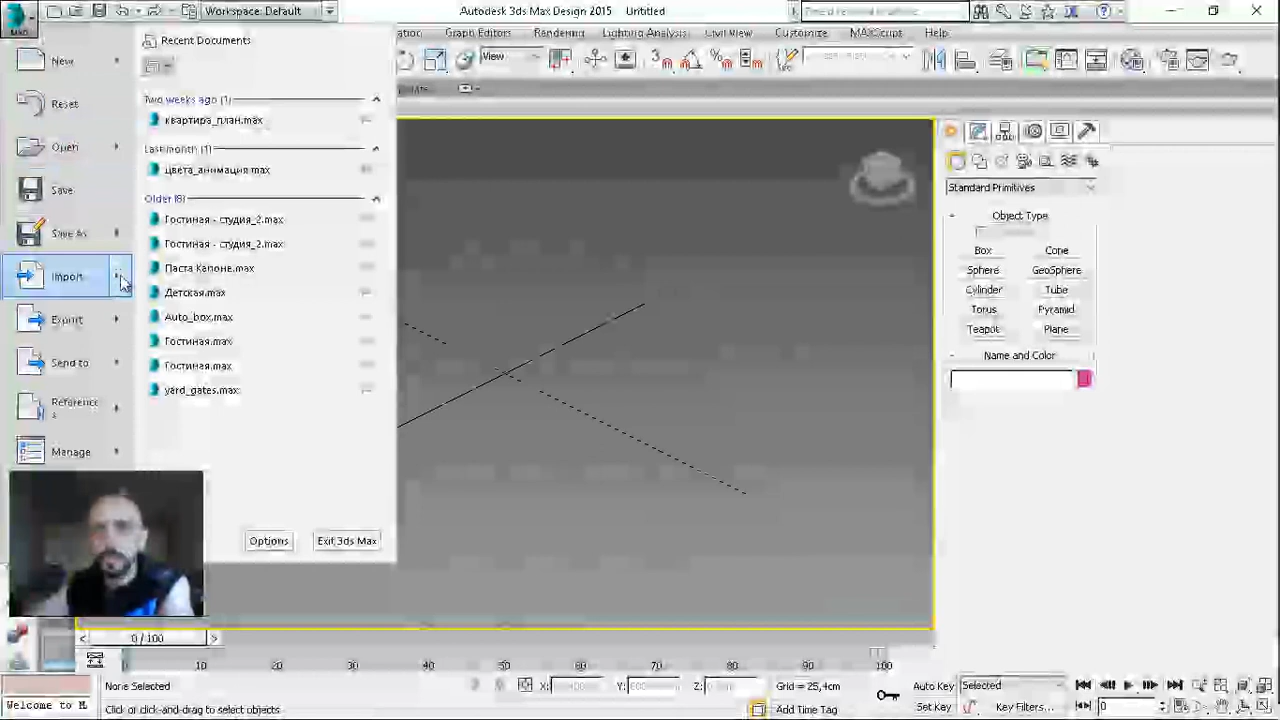 Workspace: Default
Autodesk 3ds Max Design 2015 Untitled
Graph Editors
Rendering
Lighting Analysis
Customize
MAXScript
Help
New
Reset
Open
Save
Save As
Import
Export
Send to
Reference
s
Manage
Two weeks ago (1)
квартира_план.max
Last month (1)
цвета_анимация.max
Older (8)
Гостиная - студия_2.max
Гостиная - студия_2.max
Паста капоне.max
Детская.max
Auto_box.max
Гостиная.max
Гостиная.max
yard_gates.max
Options
Exit 3ds Max
View
Standard Primitives
Object Type
Box
Cone
Sphere
GeoSphere
Cylinder
Tube
Torus
Pyramid
Teapot
Plane
Name and Color
0 / 100
10
20
30
40
50
60
70
80
90
100
None Selected
X:
Y:
Z:
Grid = 25,4cm
Auto Key
Selected
Welcome to M
Click or click-and-drag to select objects
Add Time Tag
Set Key
Key Filters...
0